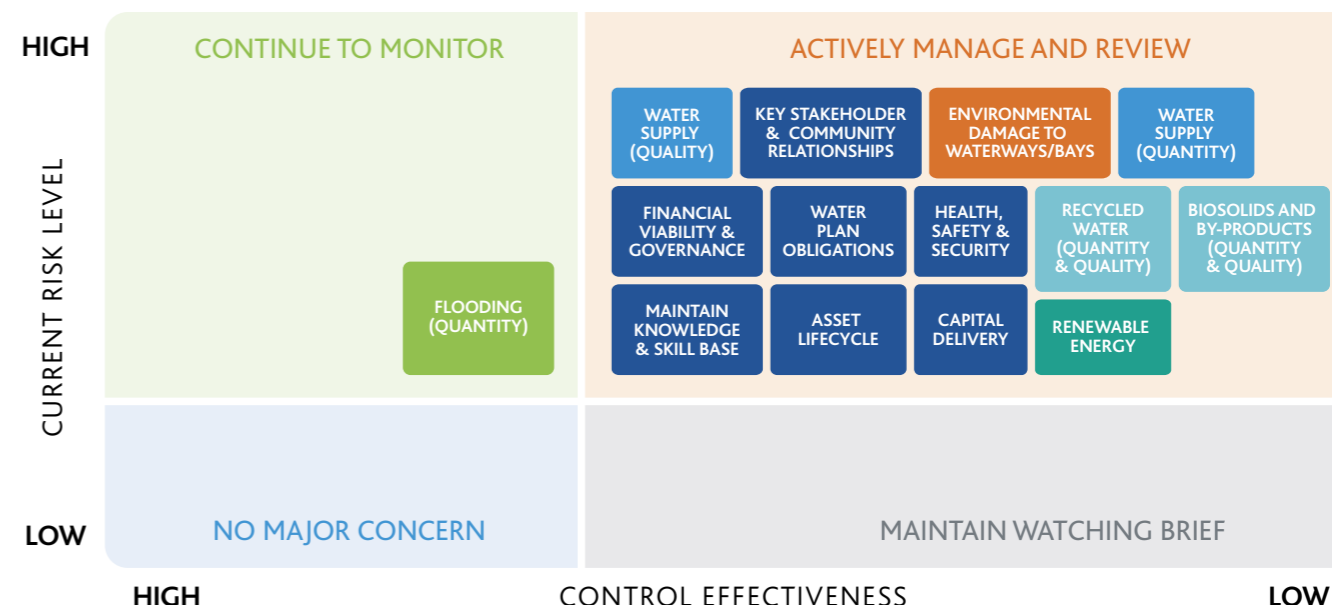 HIGH
CONTINUE TO MONITOR
ACTIVELY MANAGE AND REVIEW
WATER
SUPPLY
(QUALITY)
KEY STAKEHOLDER
& COMMUNITY
RELATIONSHIPS
ENVIRONMENTAL
DAMAGE TO
WATERWAYS/BAYS
WATER
SUPPLY
(QUANTITY)
FINANCIAL
VIABILITY &
GOVERNANCE
WATER
PLAN
OBLIGATIONS
HEALTH,
SAFETY &
SECURITY
RECYCLED
WATER
(QUANTITY
& QUALITY)
BIOSOLIDS AND
BY-PRODUCTS
(QUANTITY
& QUALITY)
FLOODING
(QUANTITY)
MAINTAIN
KNOWLEDGE
& SKILL BASE
ASSET
LIFECYCLE
CAPITAL
DELIVERY
RENEWABLE
ENERGY
CURRENT RISK LEVEL
LOW
NO MAJOR CONCERN
MAINTAIN WATCHING BRIEF
HIGH
CONTROL EFFECTIVENESS
LOW